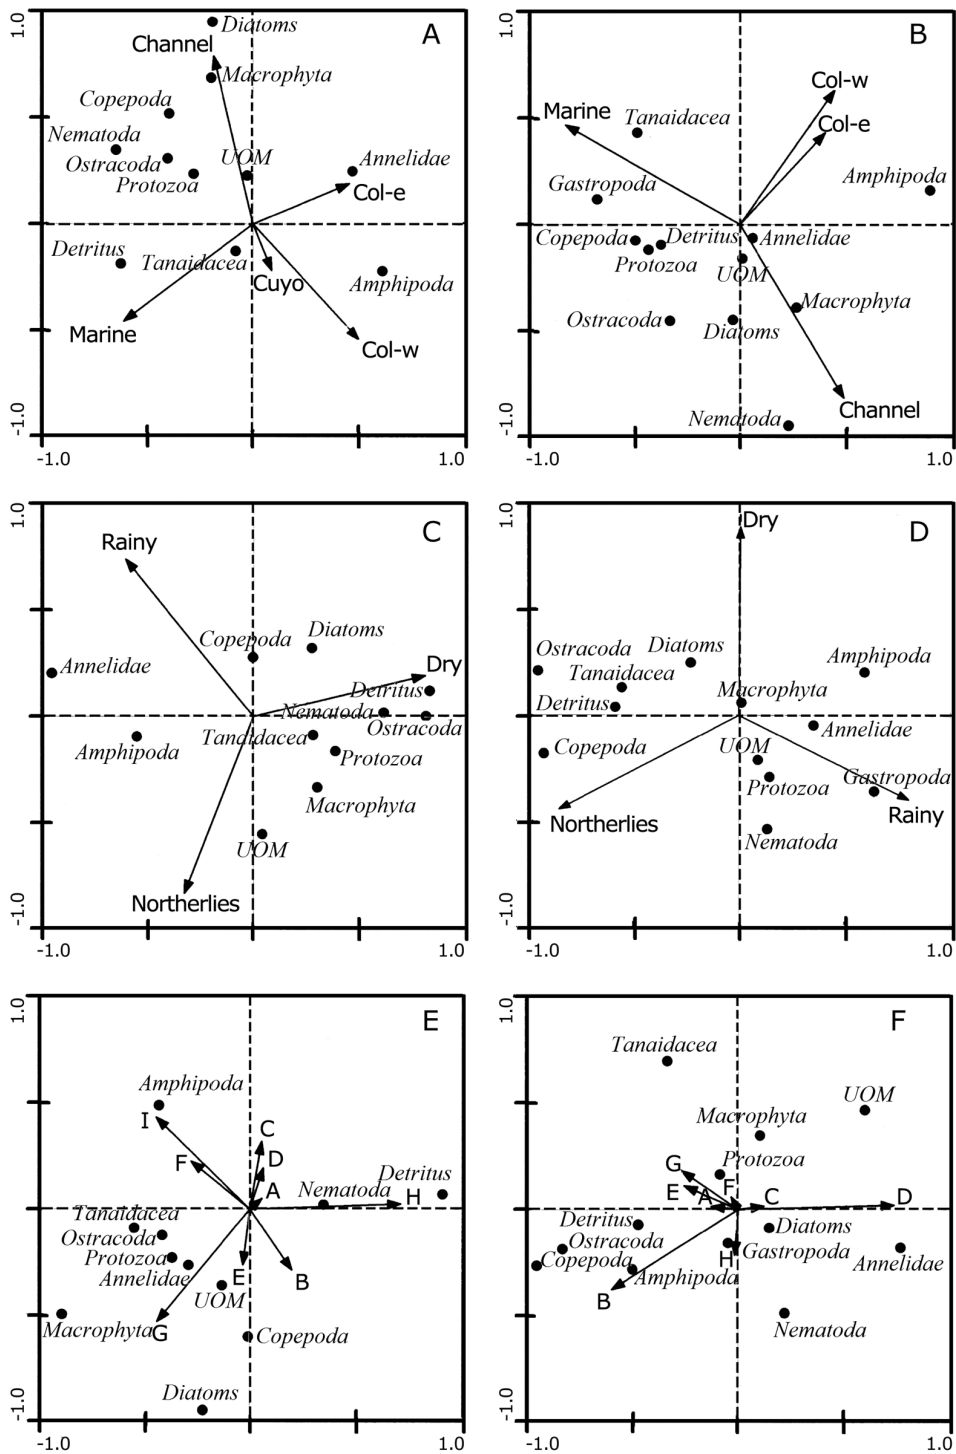 1.0
A
Diatoms
Channel
Macrophyta
Copepoda
Nematoda
Ostracoda
UOM
Annelidae
Protozoa
Col-e
Detritus
Tanaidacea
Cuyo
Amphipoda
Marine
Col-w
-1.0
-1.0
1.0
1.0
B
Col-w
Marine
Tanaidacea
Col-e
Gastropoda
Amphipoda
Copepoda
Detritus
Annelidae
Protozoa
UOM
Macrophyta
Ostracoda
Diatoms
Channel
Nematoda
-1.0
-1.0
1.0
1.0
C
Rainy
Copepoda
Diatoms
Annelidae
Dry
Detritus
Nematoda
Ostracoda
Amphipoda
Tanaidacea
Protozoa
Macrophyta
UOM
Northerlies
-1.0
-1.0
1.0
1.0
D
Dry
Ostracoda
Diatoms
Amphipoda
Tanaidacea
Macrophyta
Detritus
Annelidae
Copepoda
UOM
Protozoa
Gastropoda
Northerlies
Rainy
Nematoda
-1.0
-1.0
1.0
1.0
E
Amphipoda
I
C
F
D
Detritus
A
Nematoda
H
Tanaidacea
Ostracoda
Protozoa
Annelidae
E
B
UOM
Macrophyta
G
Copepoda
Diatoms
-1.0
-1.0
1.0
1.0
F
Tanaidacea
UOM
Macrophyta
Protozoa
G
E
F
A
C
D
Detritus
Diatoms
Ostracoda
Gastropoda
Copepoda
H
Annelidae
Amphipoda
B
Nematoda
-1.0
-1.0
1.0